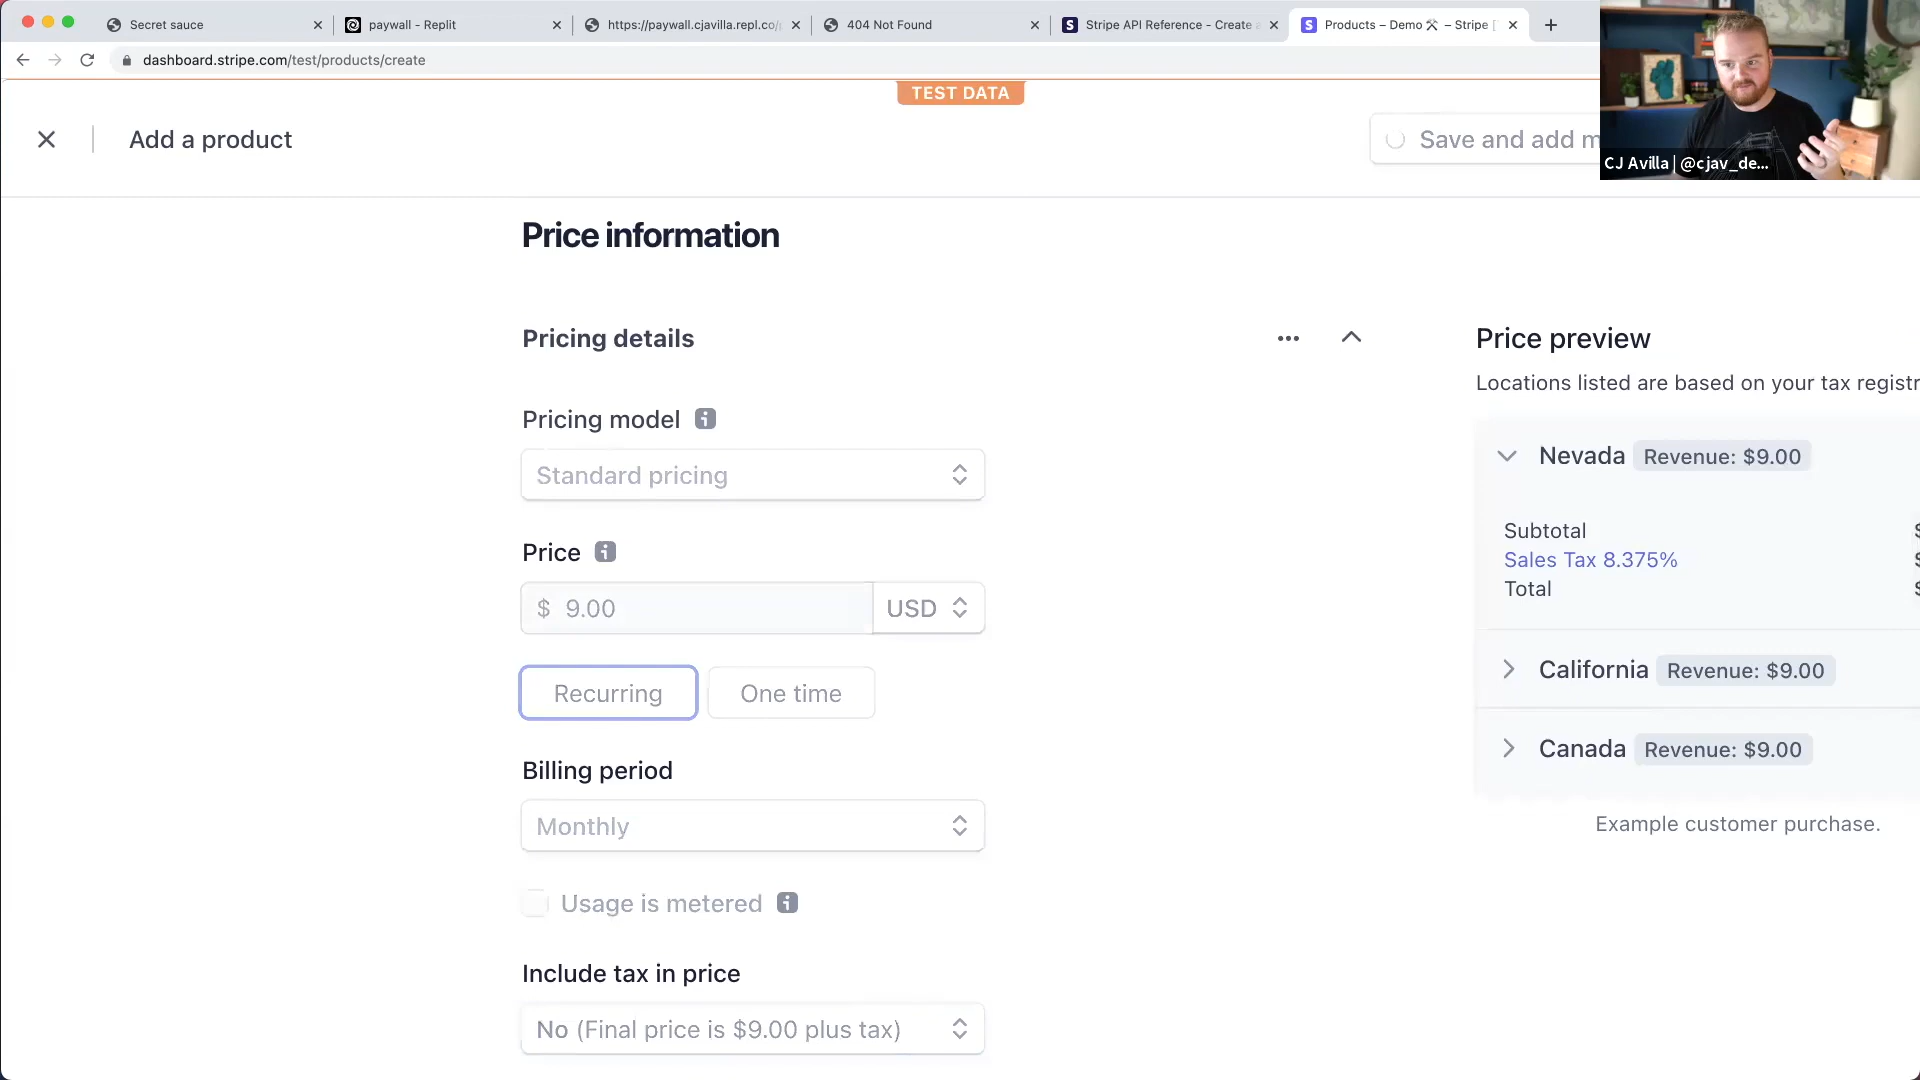 Secret sauce
paywall - Replit
https://paywall.cjavilla.repl.co/
404 Not Found
Stripe API Reference - Create
Products – Demo – Stripe
dashboard.stripe.com/test/products/create
TEST DATA
Add a product
Save and add m
CJ Avilla | @cjav_de...
Price information
Pricing details
Pricing model
Standard pricing
Price
$ 9.00 USD
Recurring
One time
Billing period
Monthly
Usage is metered
Include tax in price
No (Final price is $9.00 plus tax)
Price preview
Locations listed are based on your tax registr
Nevada Revenue: $9.00
Subtotal
Sales Tax 8.375%
Total
California Revenue: $9.00
Canada Revenue: $9.00
Example customer purchase.